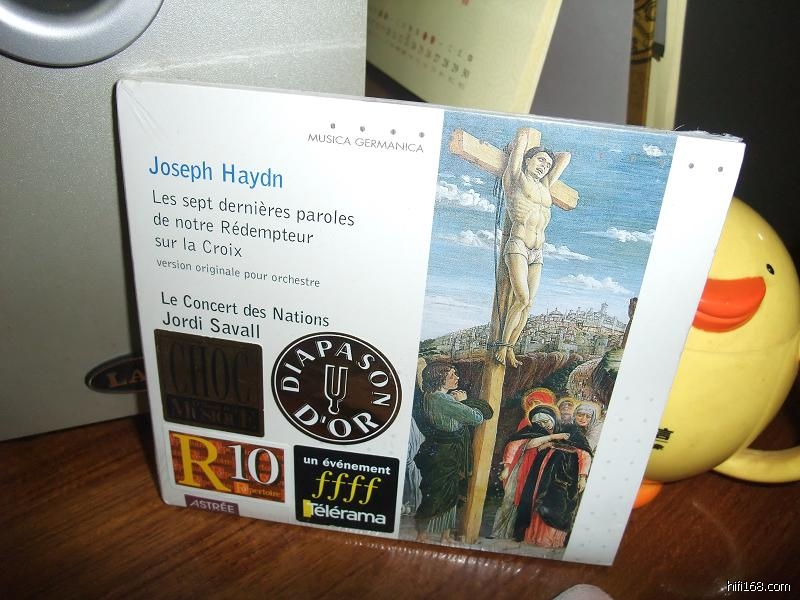 MUSICA GERMANICA
Joseph Haydn
Les sept dernières paroles
de notre Rédempteur
sur la Croix
version originale pour orchestre
Le Concert des Nations
Jordi Savall
CHOC
MUSIQUE
DIAPASON
D'OR
R10
Répertoire
un événement
ffff
Télérama
ASTRÉE
LA
hifi168.com